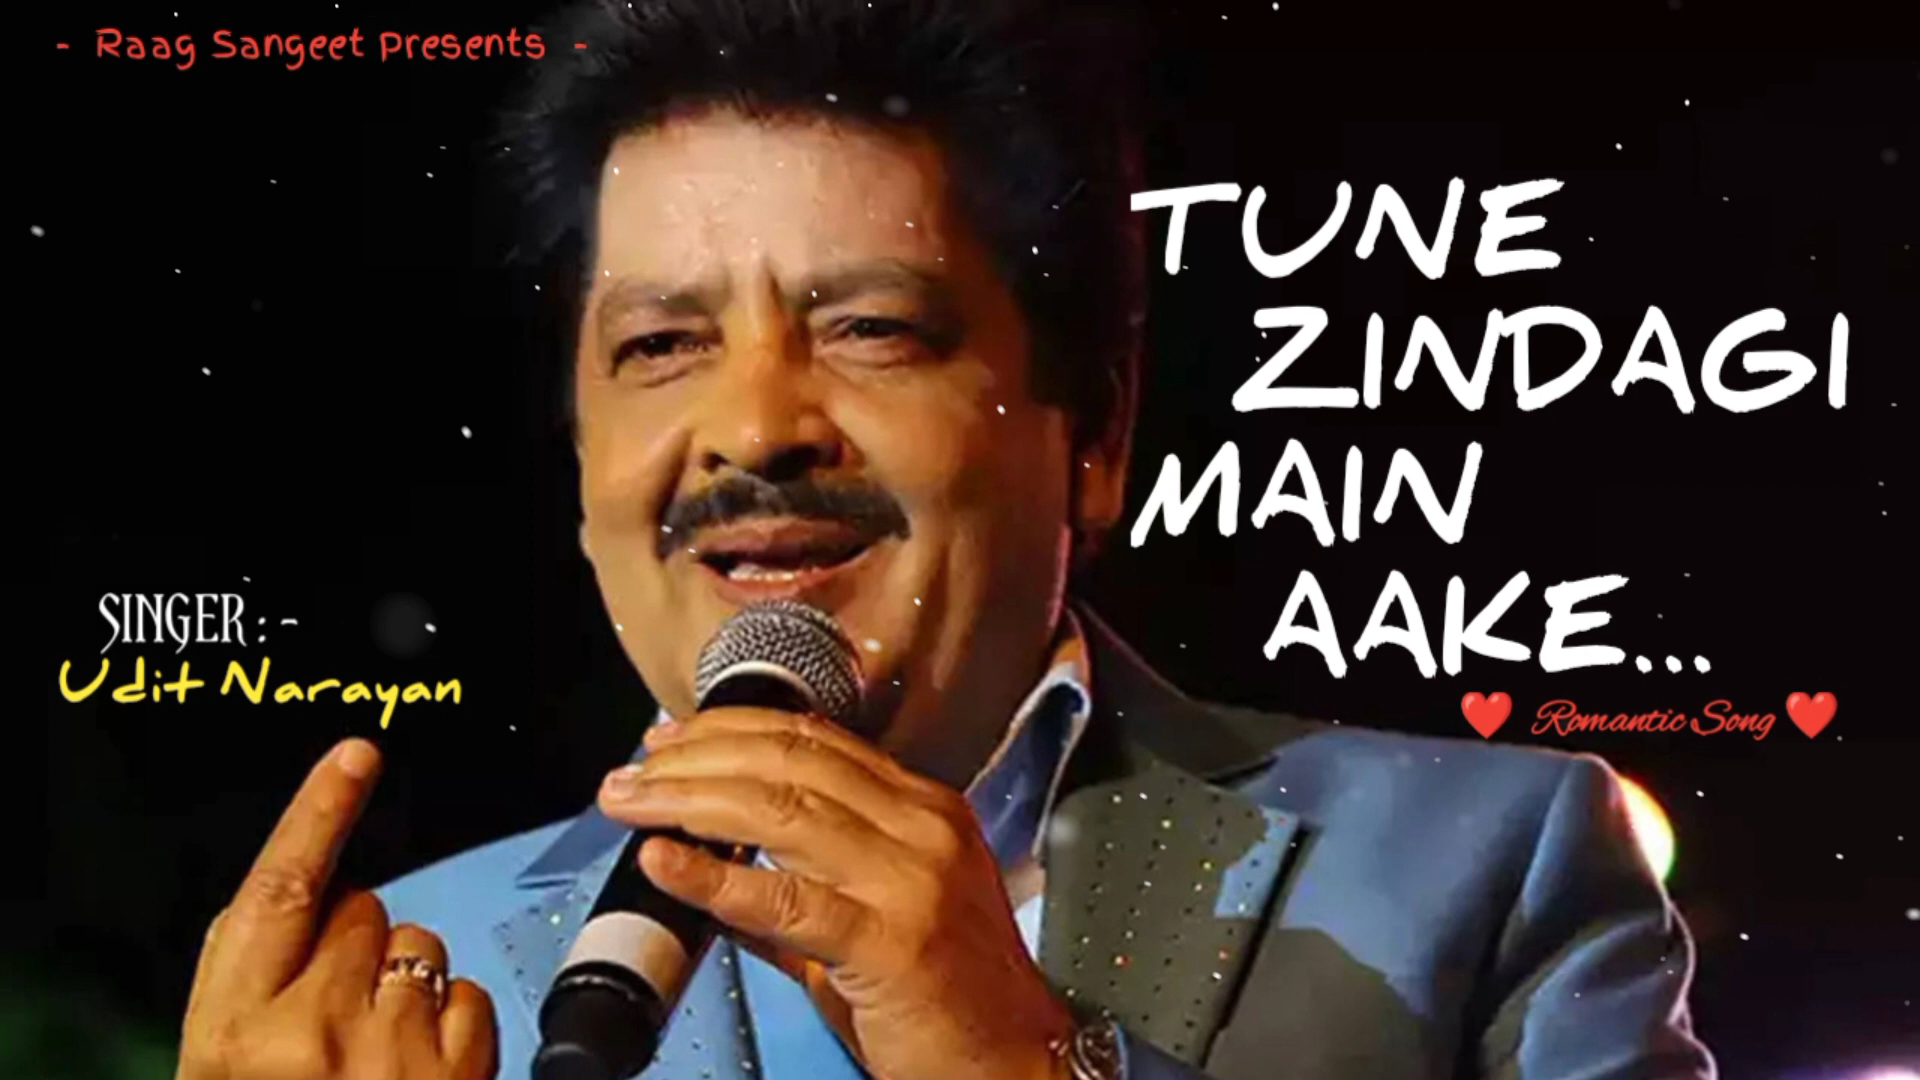 - Raag Sangeet Presents -
TUNE
ZINDAGI
MAIN
AAKE...
❤️ Romantic Song ❤️
SINGER : -
Udit Narayan